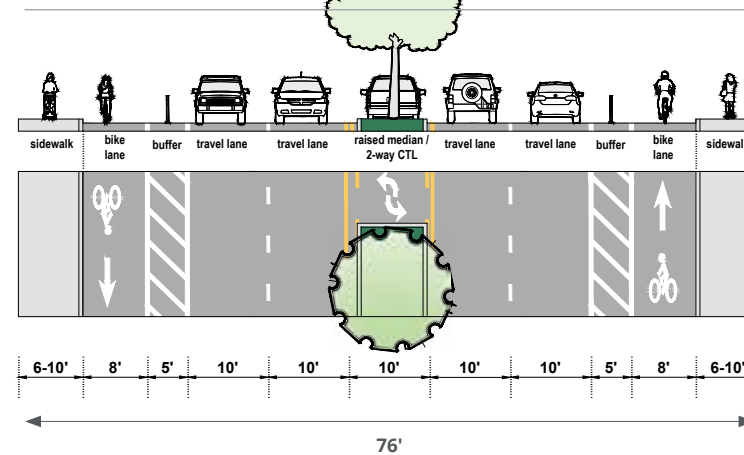 sidewalk bike lane buffer travel lane travel lane raised median / 2-way CTL travel lane travel lane buffer bike lane sidewal
6-10' 8' 5' 10' 10' 10' 10' 10' 5' 8' 6-10'
76'